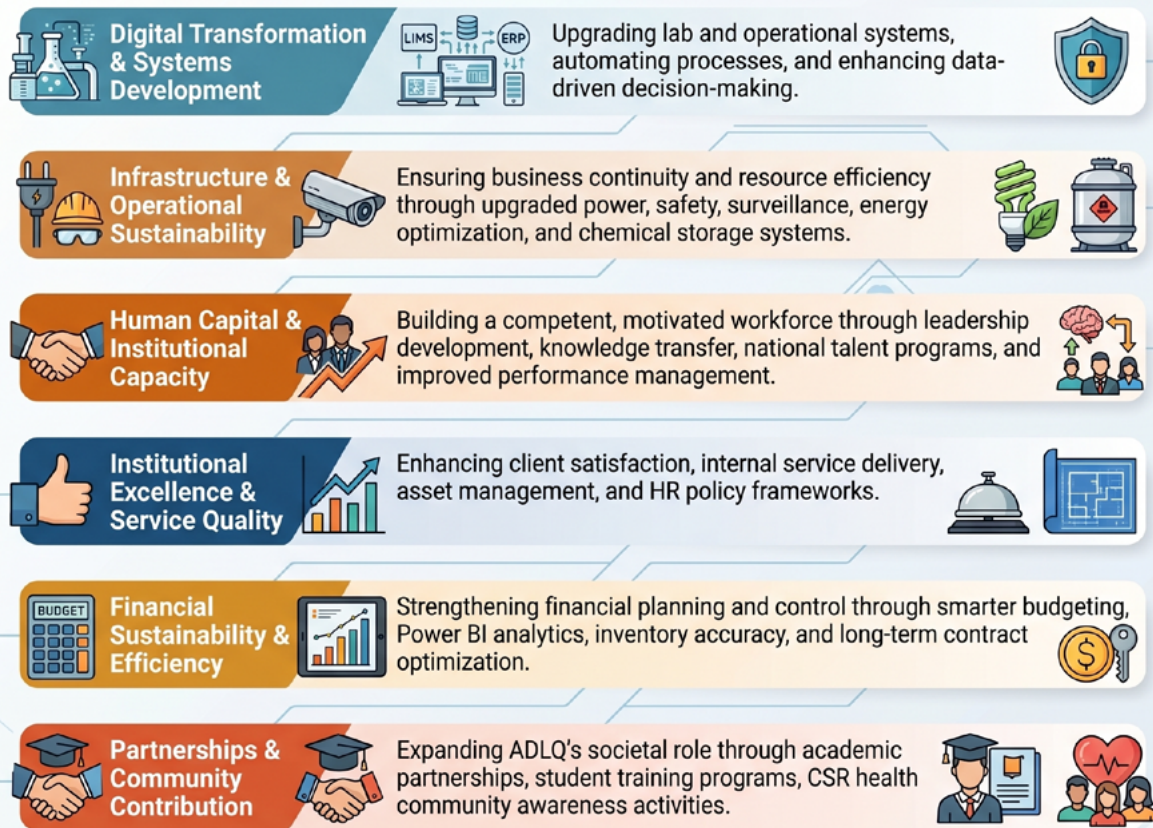 Digital Transformation
& Systems
Development
LIMS
ERP
Upgrading lab and operational systems,
automating processes, and enhancing data-
driven decision-making.
Infrastructure &
Operational
Sustainability
Ensuring business continuity and resource efficiency
through upgraded power, safety, surveillance, energy
optimization, and chemical storage systems.
Human Capital &
Institutional
Capacity
Building a competent, motivated workforce through leadership
development, knowledge transfer, national talent programs, and
improved performance management.
Institutional
Excellence &
Service Quality
Enhancing client satisfaction, internal service delivery,
asset management, and HR policy frameworks.
BUDGET
Financial
Sustainability &
Efficiency
Strengthening financial planning and control through smarter budgeting,
Power BI analytics, inventory accuracy, and long-term contract
optimization.
$
Partnerships &
Community
Contribution
Expanding ADLQ's societal role through academic
partnerships, student training programs, CSR health
community awareness activities.